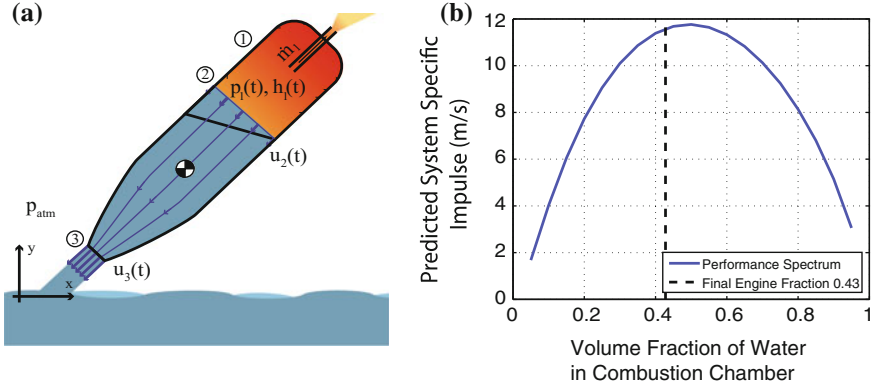 (a)
①
ṁ₁
②
p₁(t), h₁(t)
u₂(t)
p_atm
③
y
u₃(t)
x
(b)
Predicted System Specific
Impulse (m/s)
12
10
8
6
4
2
0
Performance Spectrum
Final Engine Fraction 0.43
0 0.2 0.4 0.6 0.8 1
Volume Fraction of Water
in Combustion Chamber